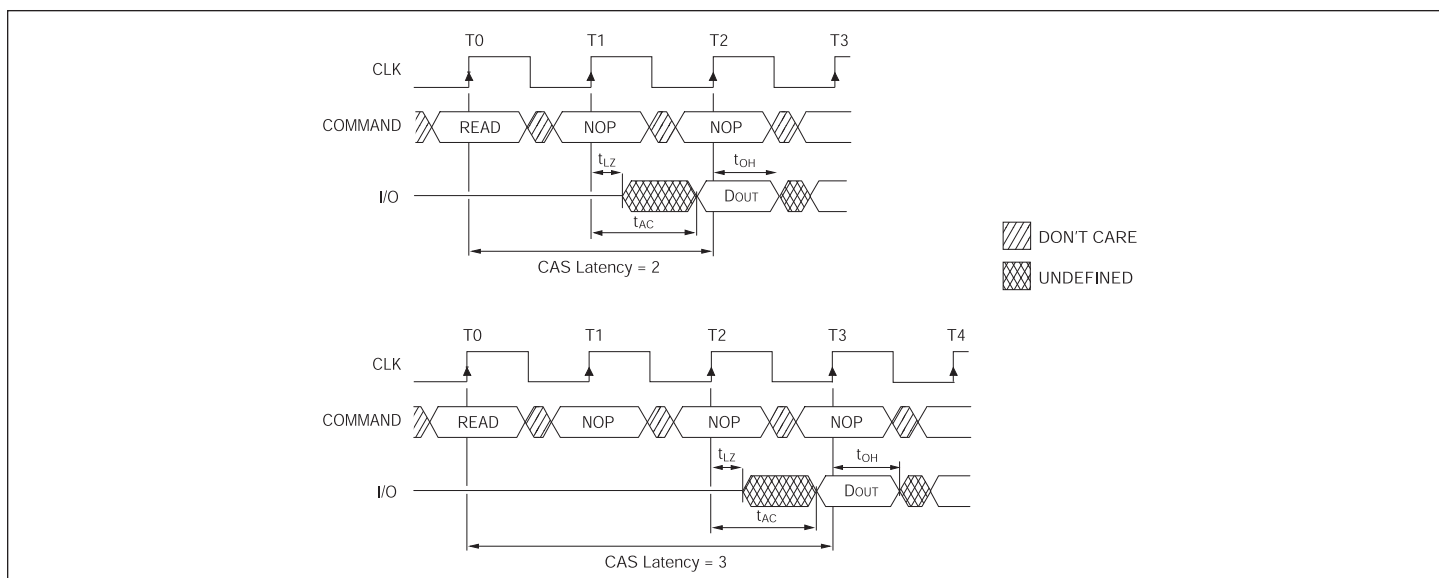 T0 T1 T2 T3
CLK
COMMAND READ NOP NOP
tLZ tOH
I/O DOUT
tAC
CAS Latency = 2
DON'T CARE
UNDEFINED
T0 T1 T2 T3 T4
CLK
COMMAND READ NOP NOP NOP
tLZ tOH
I/O DOUT
tAC
CAS Latency = 3